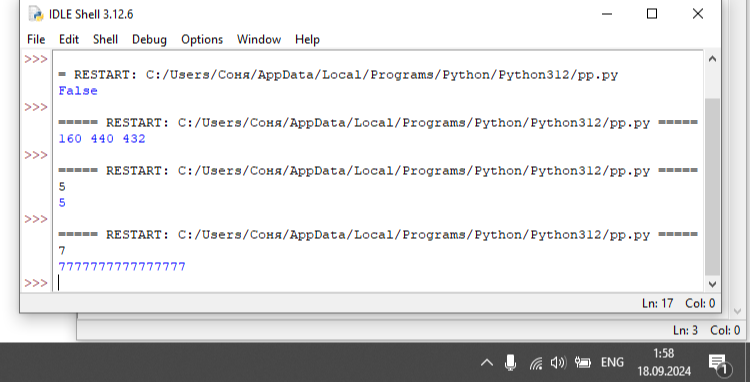 IDLE Shell 3.12.6
File Edit Shell Debug Options Window Help
>>>
= RESTART: C:/Users/Соня/AppData/Local/Programs/Python/Python312/pp.py
False
>>>
===== RESTART: C:/Users/Соня/AppData/Local/Programs/Python/Python312/pp.py =====
160 440 432
>>>
===== RESTART: C:/Users/Соня/AppData/Local/Programs/Python/Python312/pp.py =====
5
5
>>>
===== RESTART: C:/Users/Соня/AppData/Local/Programs/Python/Python312/pp.py =====
7
7777777777777777
>>>
Ln: 17 Col: 0
Ln: 3 Col: 0
ENG
1:58
18.09.2024
1